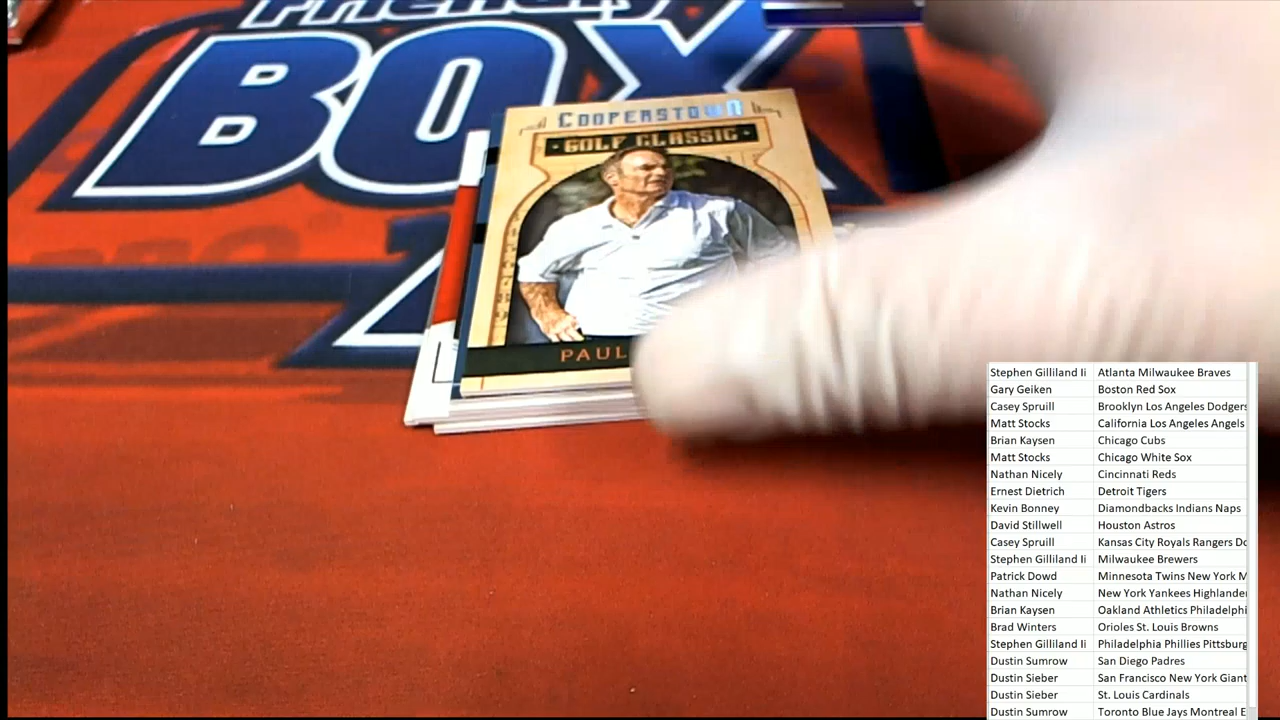 Friendly
BOX
COOPERSTOWN
GOLF CLASSIC
PAUL
Stephen Gilliland Ii Atlanta Milwaukee Braves
Gary Geiken Boston Red Sox
Casey Spruill Brooklyn Los Angeles Dodgers
Matt Stocks California Los Angeles Angels
Brian Kaysen Chicago Cubs
Matt Stocks Chicago White Sox
Nathan Nicely Cincinnati Reds
Ernest Dietrich Detroit Tigers
Kevin Bonney Diamondbacks Indians Naps
David Stillwell Houston Astros
Casey Spruill Kansas City Royals Rangers
Stephen Gilliland Ii Milwaukee Brewers
Patrick Dowd Minnesota Twins New York M
Nathan Nicely New York Yankees Highlander
Brian Kaysen Oakland Athletics Philadelphi
Brad Winters Orioles St. Louis Browns
Stephen Gilliland Ii Philadelphia Phillies Pittsburg
Dustin Sumrow San Diego Padres
Dustin Sieber San Francisco New York Giant
Dustin Sieber St. Louis Cardinals
Dustin Sumrow Toronto Blue Jays Montreal E